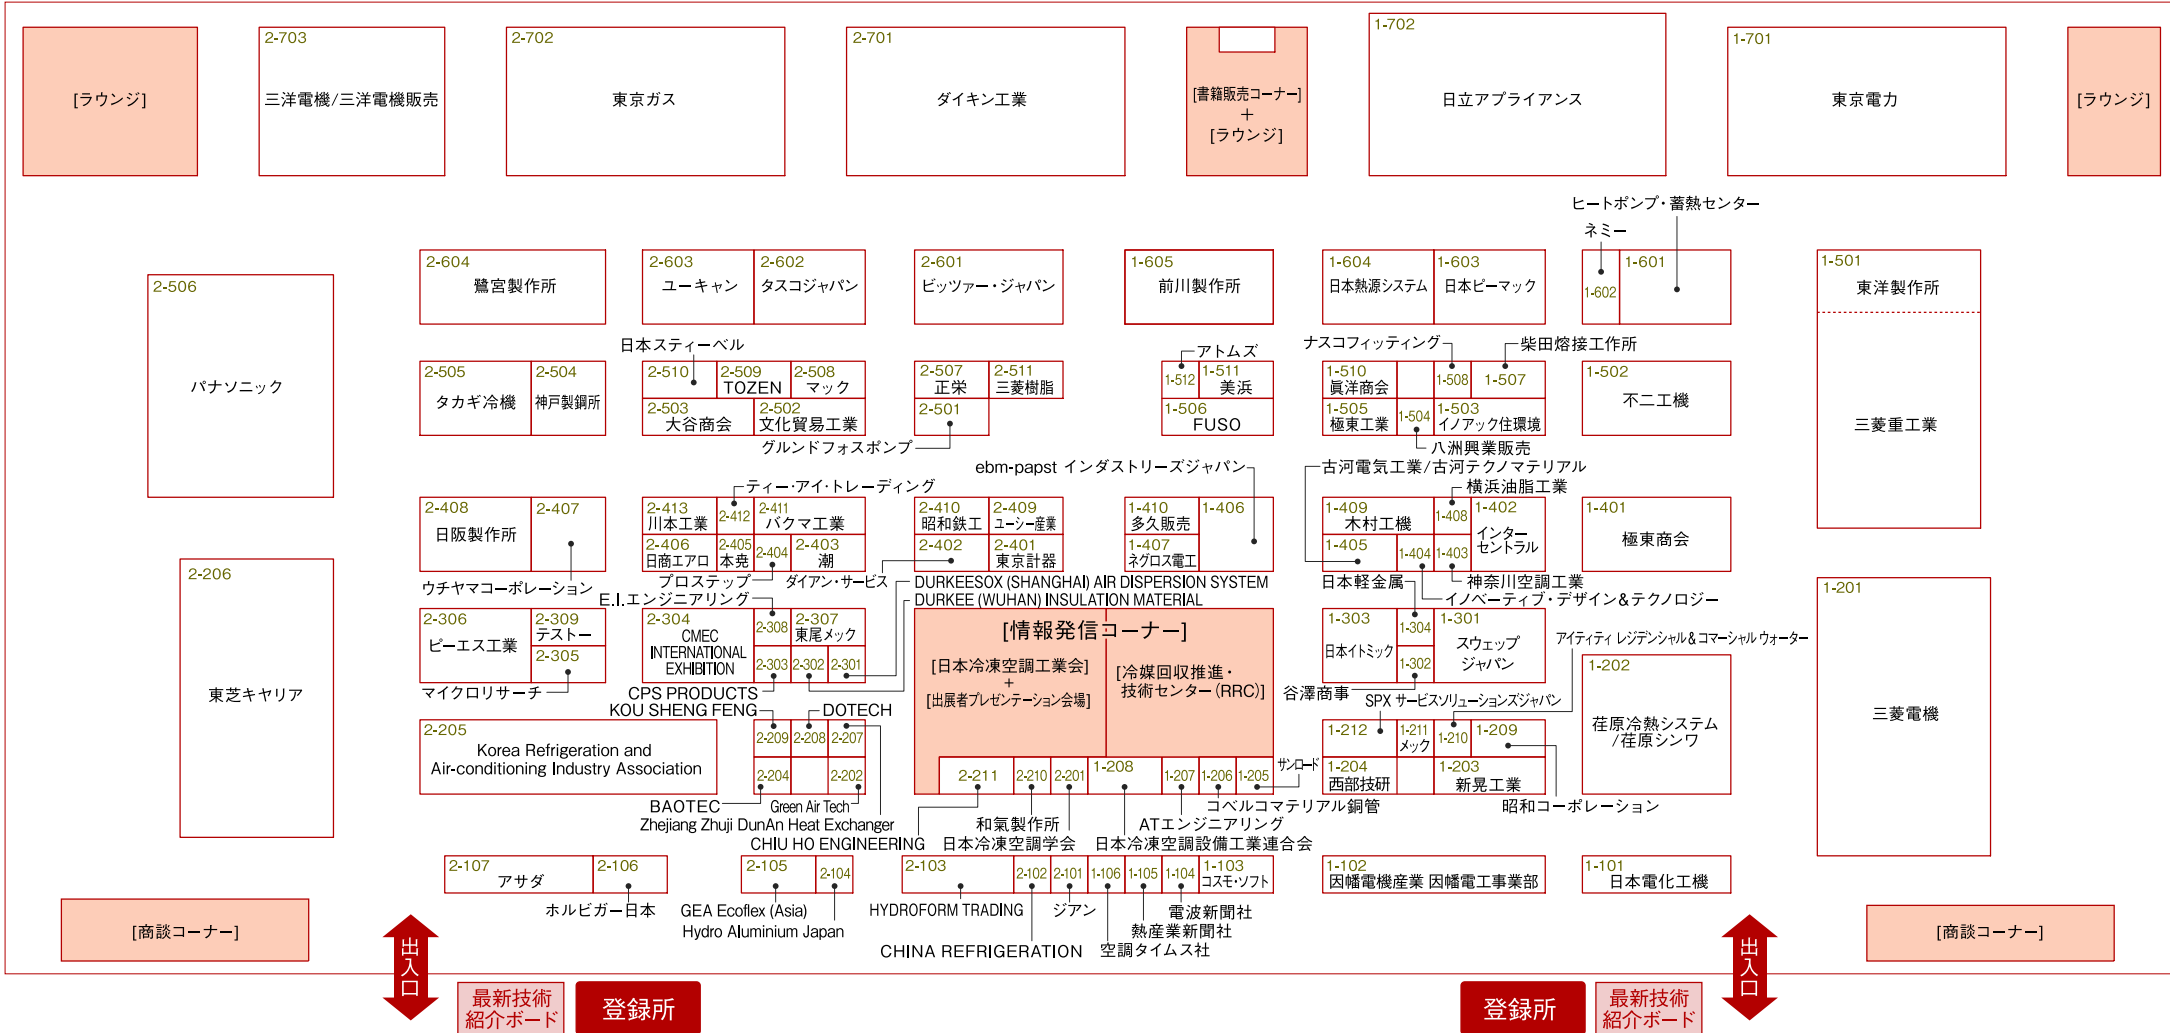 [ラウンジ]
2-703
三洋電機/三洋電機販売
2-702
東京ガス
2-701
ダイキン工業
[書籍販売コーナー]
+
[ラウンジ]
1-702
日立アプライアンス
1-701
東京電力
[ラウンジ]
ヒートポンプ・蓄熱センター
ネミー
2-506
パナソニック
2-604
鷺宮製作所
2-603
ユーキャン
2-602
タスコジャパン
2-601
ビッツァー・ジャパン
1-605
前川製作所
1-604
日本熱源システム
1-603
日本ピーマック
1-602
1-601
1-501
東洋製作所
三菱重工業
日本スティーベル
アトムズ
ナスコフィッティング
柴田熔接工作所
2-505
タカギ冷機
2-504
神戸製鋼所
2-510
2-509
TOZEN
2-508
マック
2-503
大谷商会
2-502
文化貿易工業
2-507
正栄
2-511
三菱樹脂
2-501
グルンドフォスポンプ
1-512
1-511
美浜
1-506
FUSO
1-510
眞洋商会
1-508
1-507
1-505
極東工業
1-504
1-503
イノアック住環境
八洲興業販売
1-502
不二工機
ebm-papst インダストリーズジャパン
古河電気工業/古河テクノマテリアル
横浜油脂工業
ティー・アイ・トレーディング
2-408
日阪製作所
2-407
ウチヤマコーポレーション
2-413
川本工業
2-412
2-411
バクマ工業
2-406
日商エアロ
2-405
本尭
2-404
2-403
潮
プロステップ
ダイアン・サービス
2-410
昭和鉄工
2-409
ユーシー産業
2-402
2-401
東京計器
1-410
多久販売
1-406
1-407
ネグロス電工
1-409
木村工機
1-408
1-402
インター
セントラル
1-405
1-404
1-403
1-401
極東商会
日本軽金属
神奈川空調工業
イノベーティブ・デザイン&テクノロジー
DURKEESOX (SHANGHAI) AIR DISPERSION SYSTEM
DURKEE (WUHAN) INSULATION MATERIAL
E.I.エンジニアリング
2-206
東芝キヤリア
2-306
ピーエス工業
2-309
テストー
2-305
マイクロリサーチ
2-304
CMEC
INTERNATIONAL
EXHIBITION
2-308
2-307
東尾メック
2-303
2-302
2-301
CPS PRODUCTS
KOU SHENG FENG
DOTECH
[情報発信コーナー]
[日本冷凍空調工業会]
+
[出展者プレゼンテーション会場]
[冷媒回収推進・
技術センター(RRC)]
1-303
日本イトミック
1-304
1-301
スウェップ
ジャパン
1-302
谷澤商事
アイティティ レジデンシャル&コマーシャル ウォーター
SPX サービスソリューションズジャパン
1-202
荏原冷熱システム
/荏原シンワ
1-201
三菱電機
2-205
Korea Refrigeration and
Air-conditioning Industry Association
2-209
2-208
2-207
2-204
2-202
BAOTEC
Green Air Tech
Zhejiang Zhuji DunAn Heat Exchanger
CHIU HO ENGINEERING
2-211
2-210
2-201
1-208
1-207
1-206
1-205
サンロード
和氣製作所
日本冷凍空調学会
コベルコマテリアル銅管
ATエンジニアリング
日本冷凍空調設備工業連合会
1-212
1-211
メック
1-210
1-209
1-204
西部技研
1-203
新晃工業
昭和コーポレーション
2-107
アサダ
2-106
ホルビガー日本
2-105
2-104
GEA Ecoflex (Asia)
Hydro Aluminium Japan
2-103
2-102
2-101
1-106
1-105
1-104
1-103
コスモ・ソフト
HYDROFORM TRADING
ジアン
電波新聞社
熱産業新聞社
CHINA REFRIGERATION
空調タイムス社
1-102
因幡電機産業 因幡電工事業部
1-101
日本電化工機
[商談コーナー]
出入口
最新技術
紹介ボード
登録所
登録所
最新技術
紹介ボード
出入口
[商談コーナー]